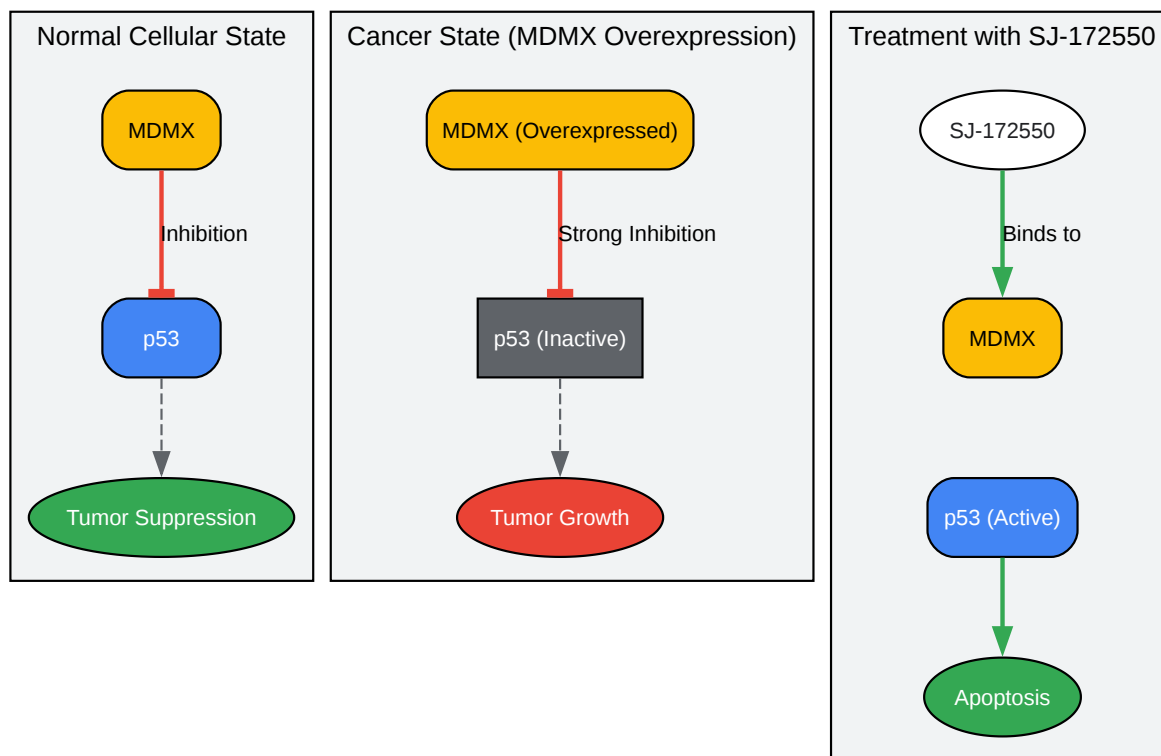 Normal Cellular State
MDMX
Inhibition
p53
Tumor Suppression
Cancer State (MDMX Overexpression)
MDMX (Overexpressed)
Strong Inhibition
p53 (Inactive)
Tumor Growth
Treatment with SJ-172550
SJ-172550
Binds to
MDMX
p53 (Active)
Apoptosis